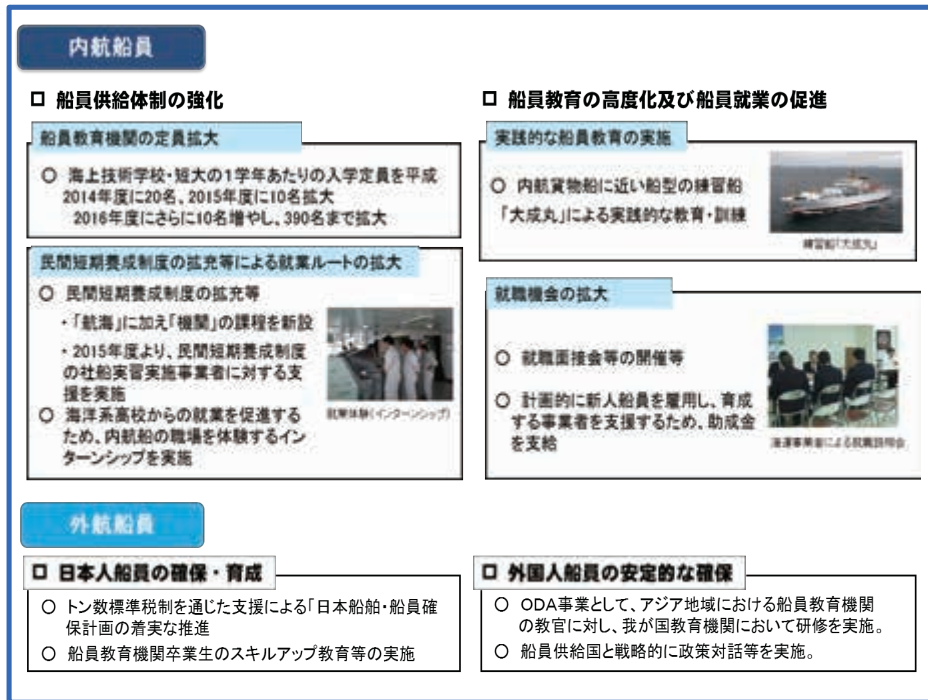 内航船員
□ 船員供給体制の強化
船員教育機関の定員拡大
○ 海上技術学校・短大の1学年あたりの入学定員を平成
2014年度に20名、2015年度に10名拡大
2016年度にさらに10名増やし、390名まで拡大
民間短期養成制度の拡充等による就業ルートの拡大
○ 民間短期養成制度の拡充等
・「航海」に加え「機関」の課程を新設
・2015年度より、民間短期養成制度
の社船実習実施事業者に対する支
援を実施
○ 海洋系高校からの就業を促進する
ため、内航船の職場を体験するイン
ターンシップを実施
就業体験(インターンシップ)
□ 船員教育の高度化及び船員就業の促進
実践的な船員教育の実施
○ 内航貨物船に近い船型の練習船
「大成丸」による実践的な教育・訓練
練習船「大成丸」
就職機会の拡大
○ 就職面接会等の開催等
○ 計画的に新人船員を雇用し、育成
する事業者を支援するため、助成金
を支給
海運事業者による就職説明会
外航船員
□ 日本人船員の確保・育成
○ トン数標準税制を通じた支援による「日本船舶・船員確
保計画の着実な推進
○ 船員教育機関卒業生のスキルアップ教育等の実施
□ 外国人船員の安定的な確保
○ ODA事業として、アジア地域における船員教育機関
の教官に対し、我が国教育機関において研修を実施。
○ 船員供給国と戦略的に政策対話等を実施。